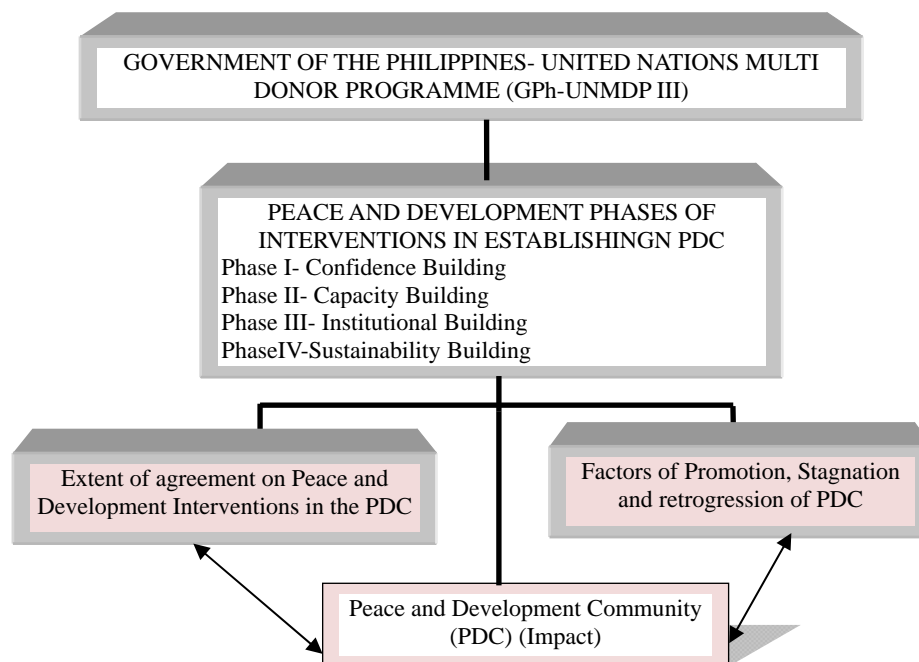 GOVERNMENT OF THE PHILIPPINES- UNITED NATIONS MULTI
DONOR PROGRAMME (GPh-UNMDP III)
PEACE AND DEVELOPMENT PHASES OF
INTERVENTIONS IN ESTABLISHINGN PDC
Phase I- Confidence Building
Phase II- Capacity Building
Phase III- Institutional Building
PhaseIV-Sustainability Building
Extent of agreement on Peace and
Development Interventions in the PDC
Factors of Promotion, Stagnation
and retrogression of PDC
Peace and Development Community
(PDC) (Impact)